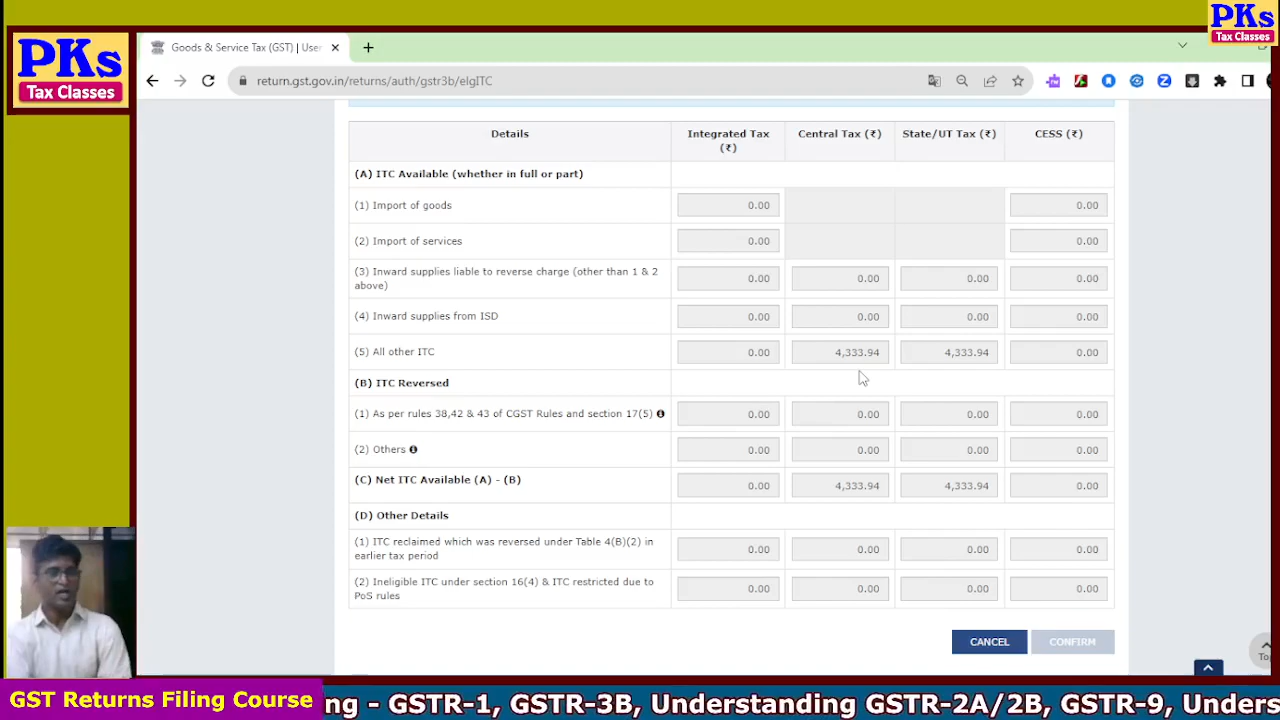 PKs
Tax Classes
PKs
Tax Classes
Goods & Service Tax (GST) | User
return.gst.gov.in/returns/auth/gstr3b/elgITC
Details Integrated Tax (₹) Central Tax (₹) State/UT Tax (₹) CESS (₹)
(A) ITC Available (whether in full or part)
(1) Import of goods 0.00 0.00
(2) Import of services 0.00 0.00
(3) Inward supplies liable to reverse charge (other than 1 & 2
above) 0.00 0.00 0.00 0.00
(4) Inward supplies from ISD 0.00 0.00 0.00 0.00
(5) All other ITC 0.00 4,333.94 4,333.94 0.00
(B) ITC Reversed
(1) As per rules 38,42 & 43 of CGST Rules and section 17(5) 0.00 0.00 0.00 0.00
(2) Others 0.00 0.00 0.00 0.00
(C) Net ITC Available (A) - (B) 0.00 4,333.94 4,333.94 0.00
(D) Other Details
(1) ITC reclaimed which was reversed under Table 4(B)(2) in
earlier tax period 0.00 0.00 0.00 0.00
(2) Ineligible ITC under section 16(4) & ITC restricted due to
PoS rules 0.00 0.00 0.00 0.00
CANCEL CONFIRM
Top
GST Returns Filing Course ng - GSTR-1, GSTR-3B, Understanding GSTR-2A/2B, GSTR-9, Unders